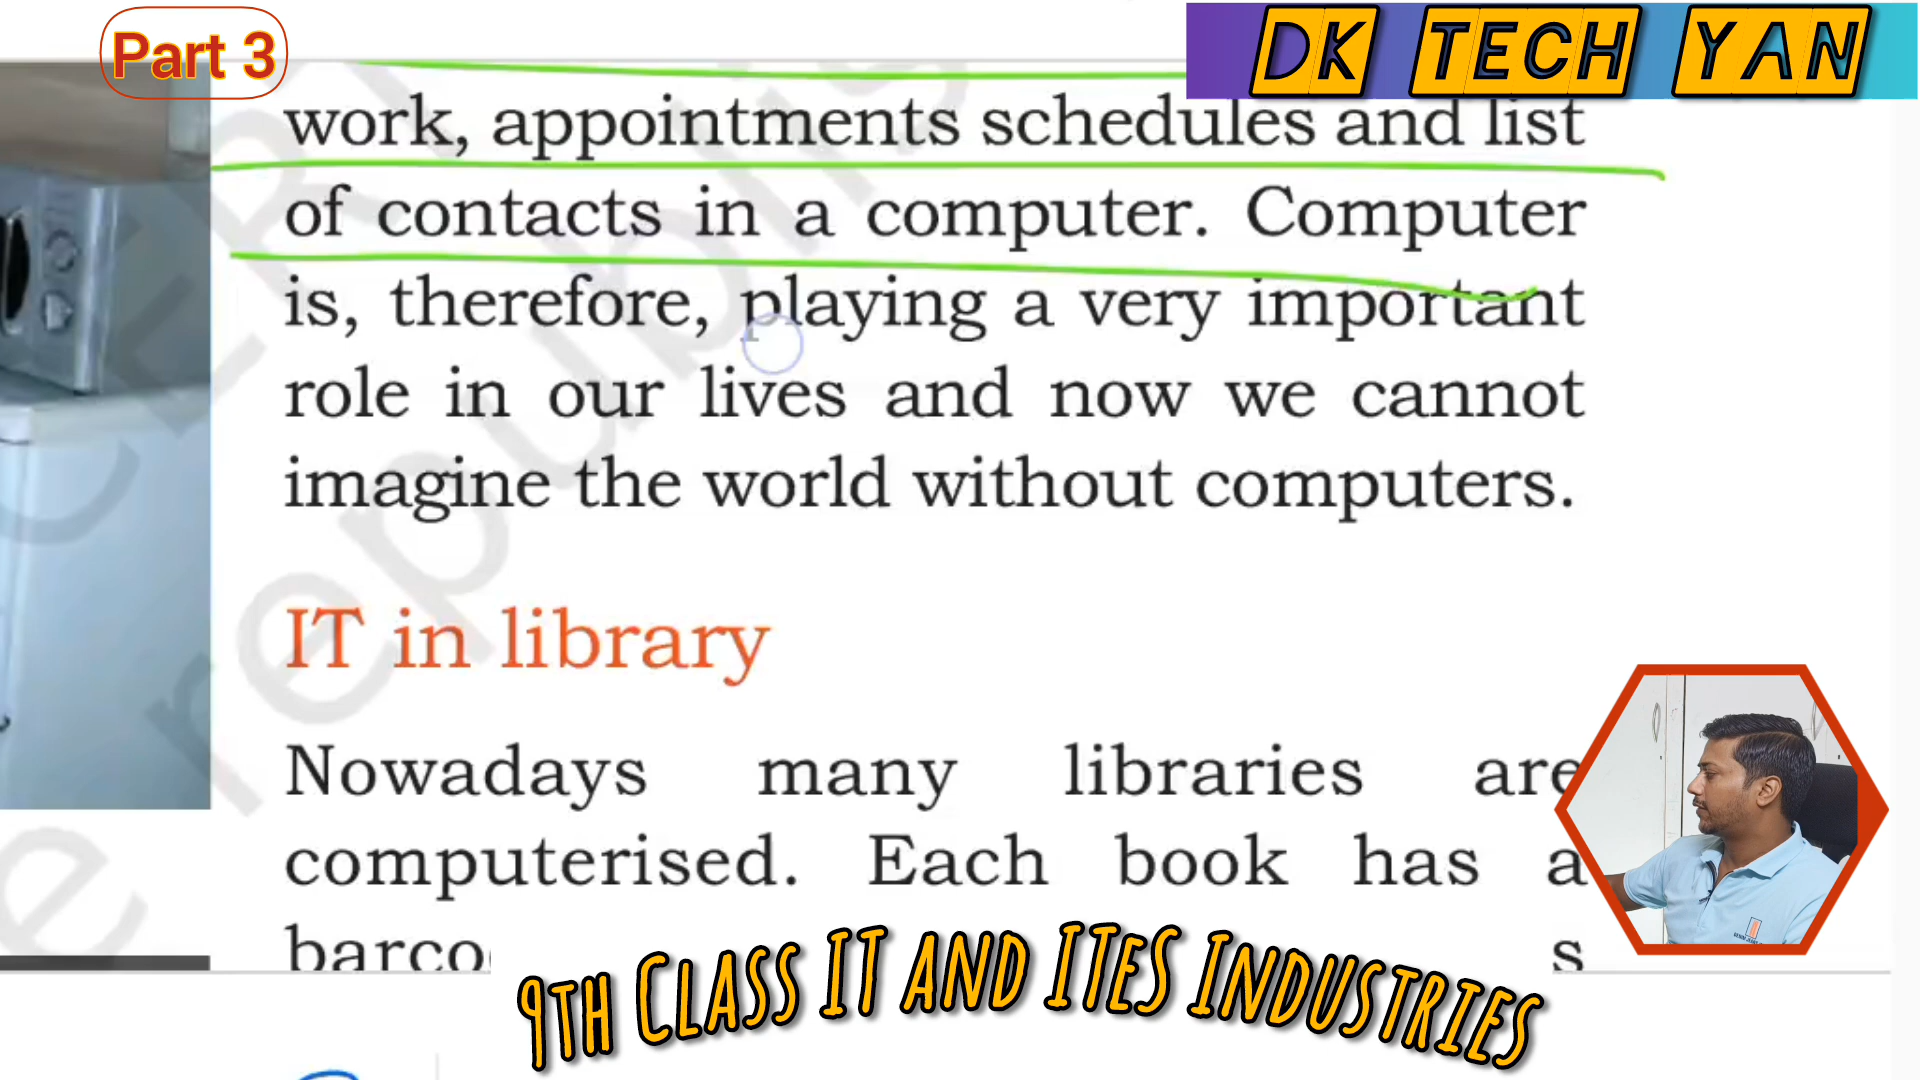 Part 3
DK TECH YAN
work, appointments schedules and list
of contacts in a computer. Computer
is, therefore, playing a very important
role in our lives and now we cannot
imagine the world without computers.
IT in library
Nowadays many libraries are
computerised. Each book has a
barco s
9th Class IT and ITeS Industries